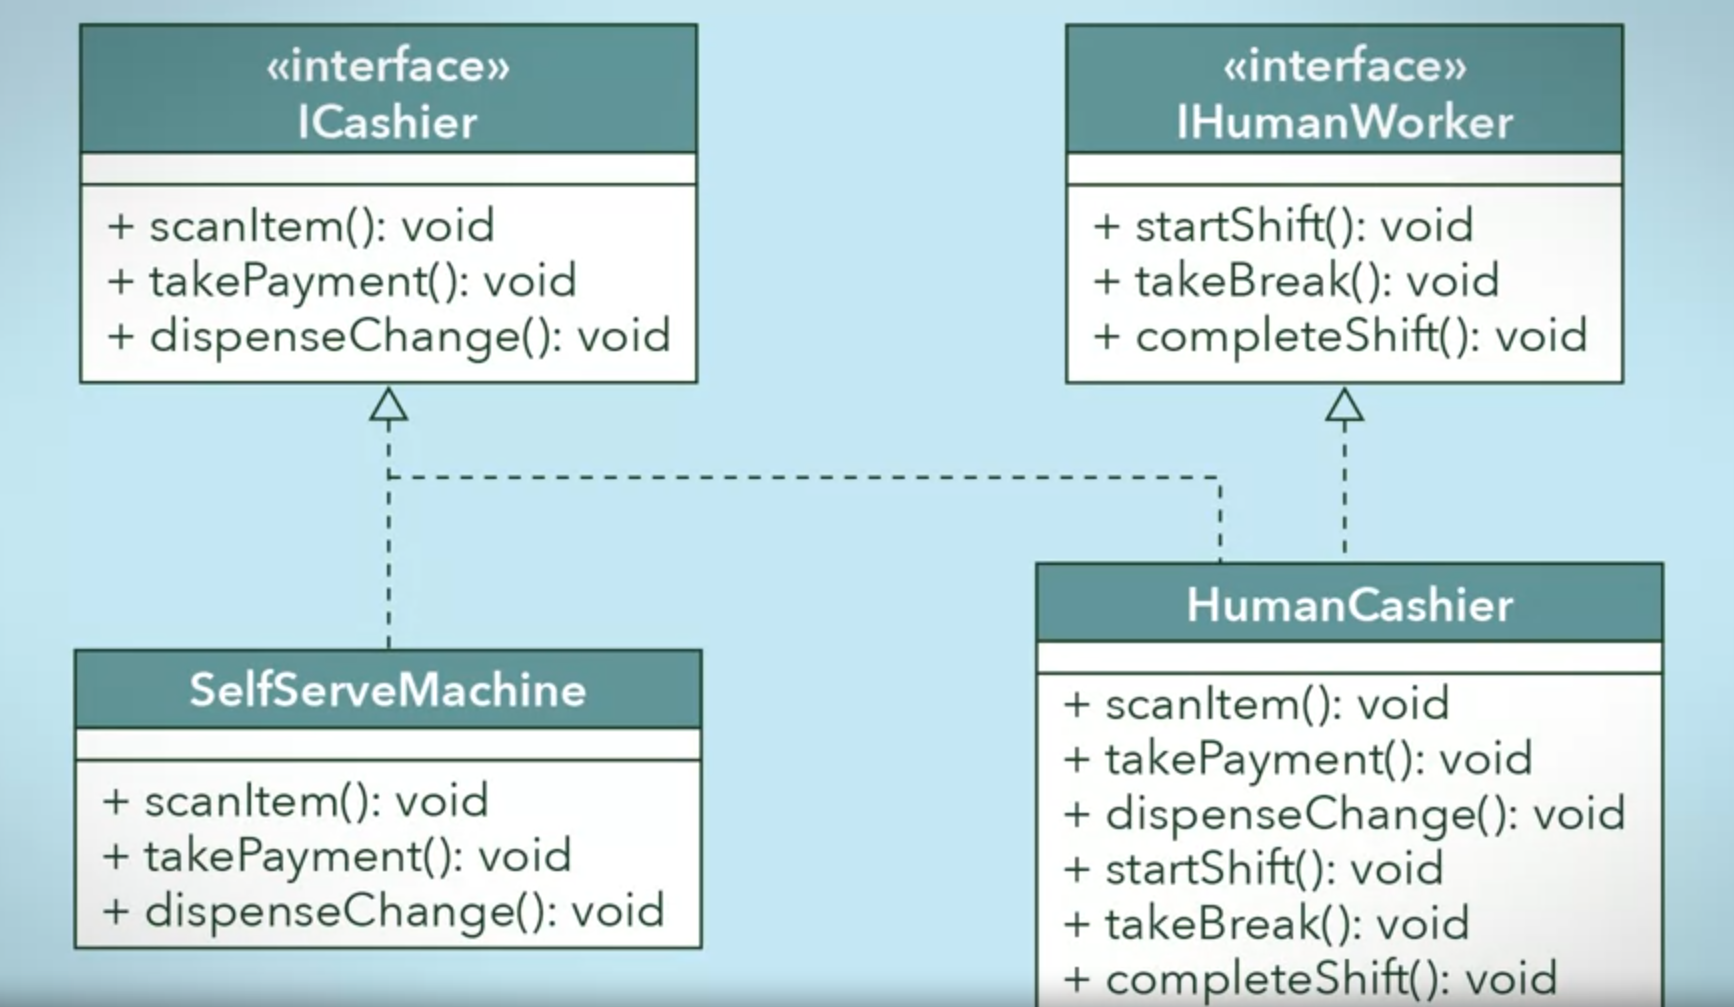 «interface»
ICashier
+ scanItem(): void
+ takePayment(): void
+ dispenseChange(): void
«interface»
IHumanWorker
+ startShift(): void
+ takeBreak(): void
+ completeShift(): void
SelfServeMachine
+ scanItem(): void
+ takePayment(): void
+ dispenseChange(): void
HumanCashier
+ scanItem(): void
+ takePayment(): void
+ dispenseChange(): void
+ startShift(): void
+ takeBreak(): void
+ completeShift(): void